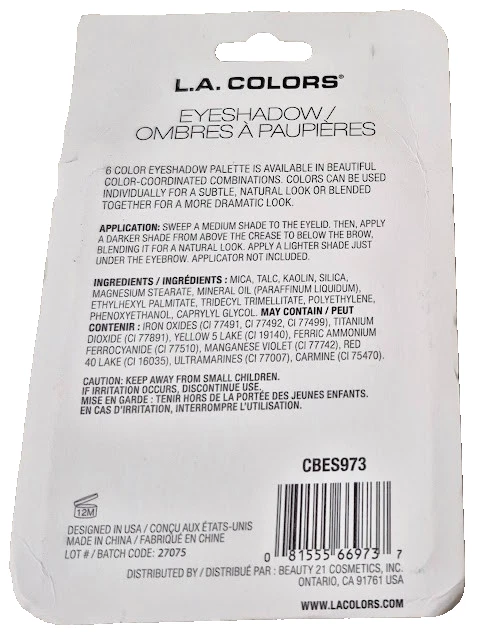 L.A. COLORS®
EYESHADOW /
OMBRES À PAUPIÈRES
6 COLOR EYESHADOW PALETTE IS AVAILABLE IN BEAUTIFUL
COLOR-COORDINATED COMBINATIONS. COLORS CAN BE USED
INDIVIDUALLY FOR A SUBTLE, NATURAL LOOK OR BLENDED
TOGETHER FOR A MORE DRAMATIC LOOK.
APPLICATION: SWEEP A MEDIUM SHADE TO THE EYELID. THEN, APPLY
A DARKER SHADE FROM ABOVE THE CREASE TO BELOW THE BROW,
BLENDING IT FOR A NATURAL LOOK. APPLY A LIGHTER SHADE JUST
UNDER THE EYEBROW. APPLICATOR NOT INCLUDED.
INGREDIENTS / INGRÉDIENTS : MICA, TALC, KAOLIN, SILICA,
MAGNESIUM STEARATE, MINERAL OIL (PARAFFINUM LIQUIDUM),
ETHYLHEXYL PALMITATE, TRIDECYL TRIMELLITATE, POLYETHYLENE,
PHENOXYETHANOL, CAPRYLYL GLYCOL. MAY CONTAIN / PEUT
CONTENIR : IRON OXIDES (CI 77491, CI 77492, CI 77499), TITANIUM
DIOXIDE (CI 77891), YELLOW 5 LAKE (CI 19140), FERRIC AMMONIUM
FERROCYANIDE (CI 77510), MANGANESE VIOLET (CI 77742), RED
40 LAKE (CI 16035), ULTRAMARINES (CI 77007), CARMINE (CI 75470).
CAUTION: KEEP AWAY FROM SMALL CHILDREN.
IF IRRITATION OCCURS, DISCONTINUE USE.
MISE EN GARDE : TENIR HORS DE LA PORTÉE DES JEUNES ENFANTS.
EN CAS D'IRRITATION, INTERROMPRE L'UTILISATION.
CBES973
12M
DESIGNED IN USA / CONÇU AUX ÉTATS-UNIS
MADE IN CHINA / FABRIQUÉ EN CHINE
LOT # / BATCH CODE: 27075
0 81555 66973 7
DISTRIBUTED BY / DISTRIBUÉ PAR : BEAUTY 21 COSMETICS, INC.
ONTARIO, CA 91761 USA
WWW.LACOLORS.COM